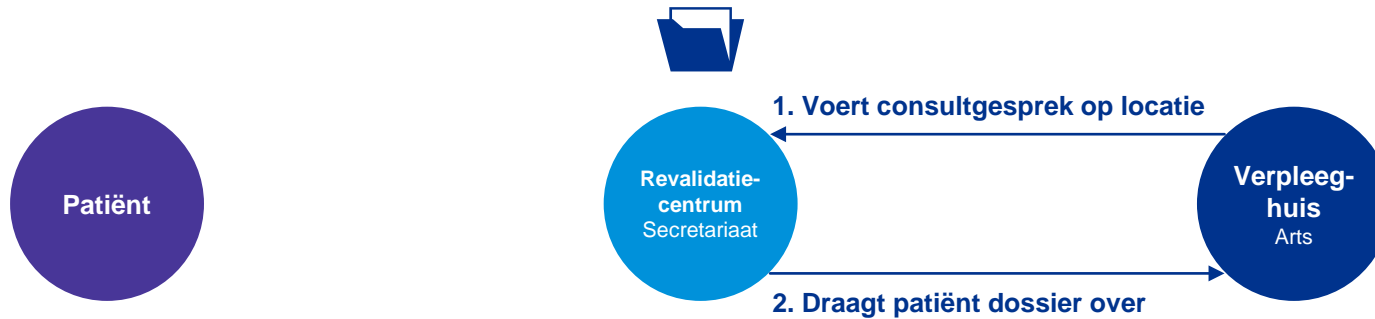 1. Voert consultgesprek op locatie
Patiënt
Revalidatie-
centrum
Secretariaat
Verpleeg-
huis
Arts
2. Draagt patiënt dossier over